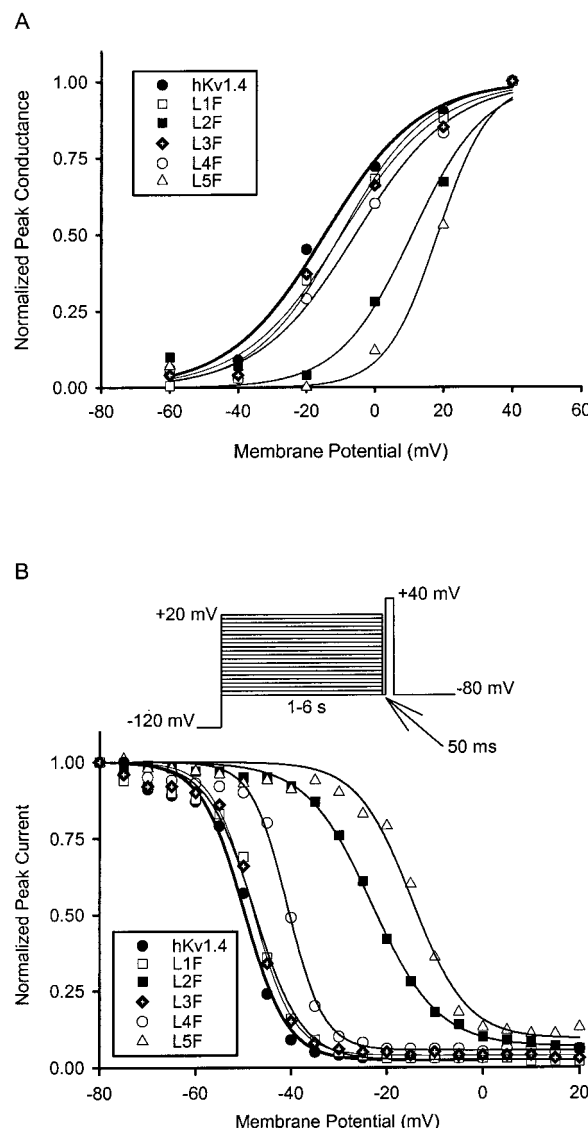 A
Normalized Peak Conductance
1.00
0.75
0.50
0.25
0.00
hKv1.4
L1F
L2F
L3F
L4F
L5F
-80 -60 -40 -20 0 20 40 60
Membrane Potential (mV)
B
+40 mV
+20 mV
-80 mV
1-6 s
-120 mV
50 ms
Normalized Peak Current
1.00
0.75
0.50
0.25
0.00
hKv1.4
L1F
L2F
L3F
L4F
L5F
-80 -60 -40 -20 0 20
Membrane Potential (mV)